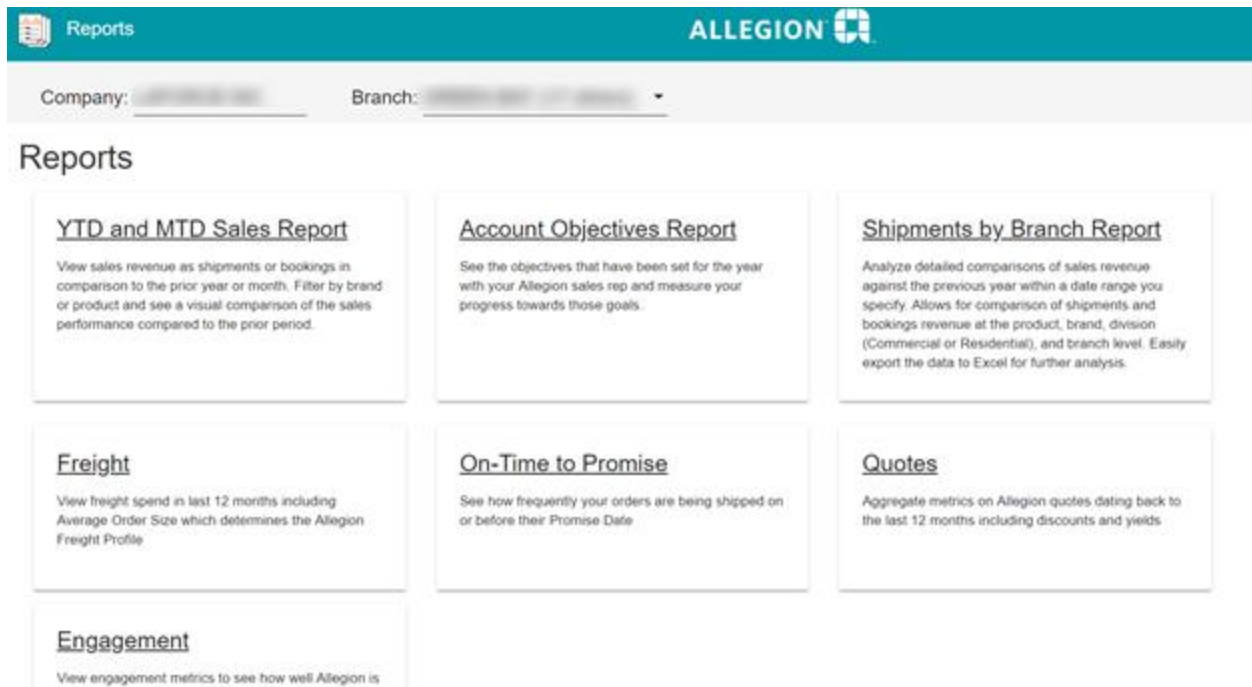 Reports
ALLEGION
Company:
Branch:
Reports
YTD and MTD Sales Report
View sales revenue as shipments or bookings in
comparison to the prior year or month. Filter by brand
or product and see a visual comparison of the sales
performance compared to the prior period.
Account Objectives Report
See the objectives that have been set for the year
with your Allegion sales rep and measure your
progress towards those goals.
Shipments by Branch Report
Analyze detailed comparisons of sales revenue
against the previous year within a date range you
specify. Allows for comparison of shipments and
bookings revenue at the product, brand, division
(Commercial or Residential), and branch level. Easily
export the data to Excel for further analysis.
Freight
View freight spend in last 12 months including
Average Order Size which determines the Allegion
Freight Profile
On-Time to Promise
See how frequently your orders are being shipped on
or before their Promise Date
Quotes
Aggregate metrics on Allegion quotes dating back to
the last 12 months including discounts and yields
Engagement
View engagement metrics to see how well Allegion is